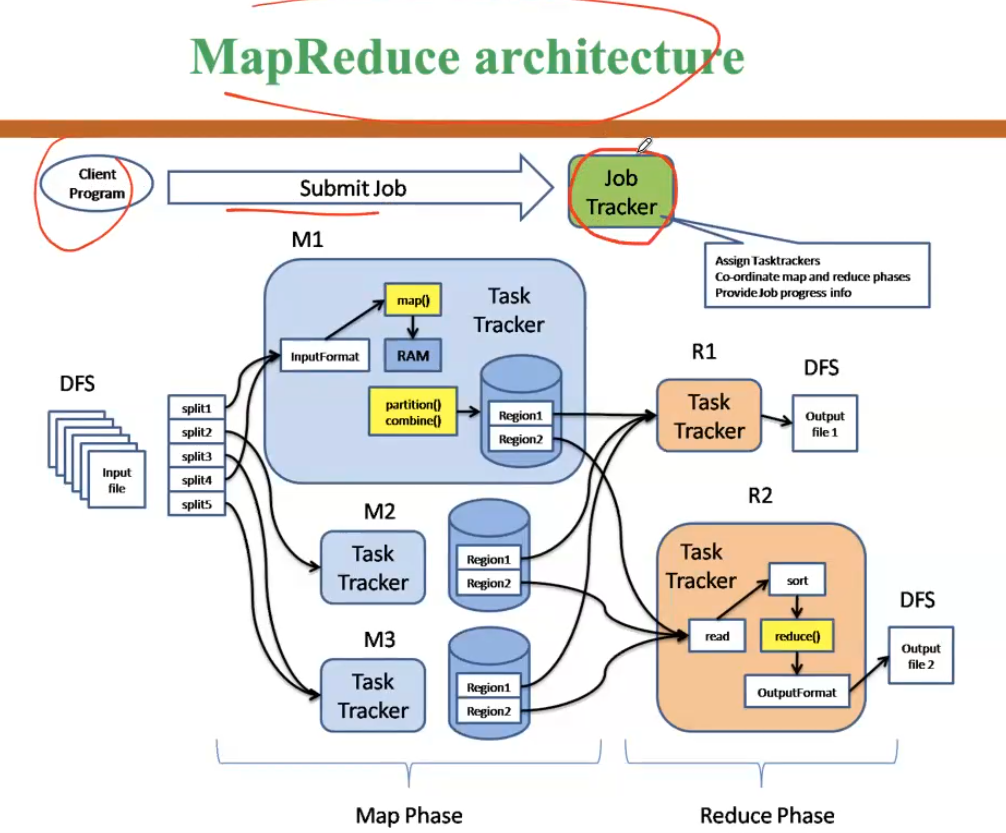 MapReduce architecture
Client
Program
Submit Job
Job
Tracker
Assign Tasktrackers
Co-ordinate map and reduce phases
Provide Job progress info
M1
map()
Task
Tracker
InputFormat
RAM
partition()
combine()
Region1
Region2
DFS
Input
file
split1
split2
split3
split4
split5
M2
Task
Tracker
Region1
Region2
M3
Task
Tracker
Region1
Region2
R1
Task
Tracker
DFS
Output
file 1
R2
Task
Tracker
sort
read
reduce()
OutputFormat
DFS
Output
file 2
Map Phase
Reduce Phase